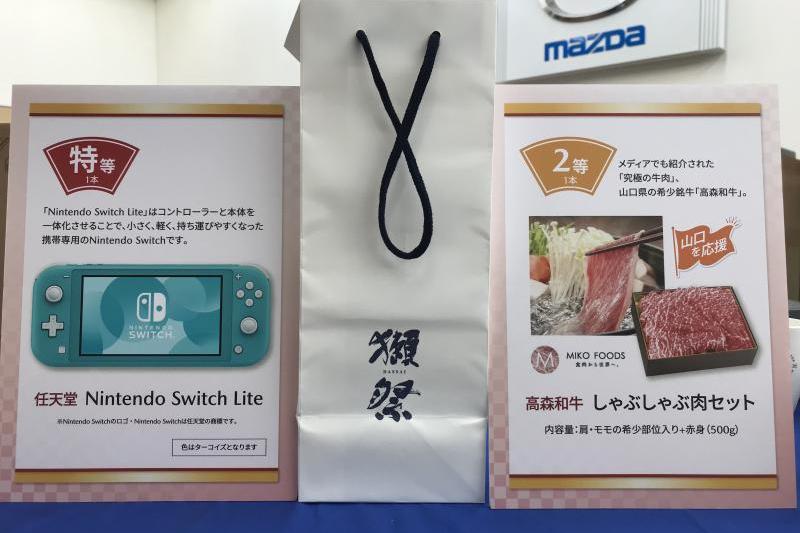 特等
1本
「Nintendo Switch Lite」はコントローラーと本体を
一体化させることで、小さく、軽く、持ち運びやすくなった
携帯専用のNintendo Switchです。
NINTENDO
SWITCH
任天堂 Nintendo Switch Lite
※Nintendo Switchのロゴ・Nintendo Switchは任天堂の商標です。
色はターコイズとなります
獺
DASSAI
祭
mazda
2等
1本
メディアでも紹介された
「究極の牛肉」、
山口県の希少銘牛「高森和牛」。
山口
を応援
MIKO FOODS
食肉から世界へ。
高森和牛 しゃぶしゃぶ肉セット
内容量:肩・モモの希少部位入り+赤身(500g)